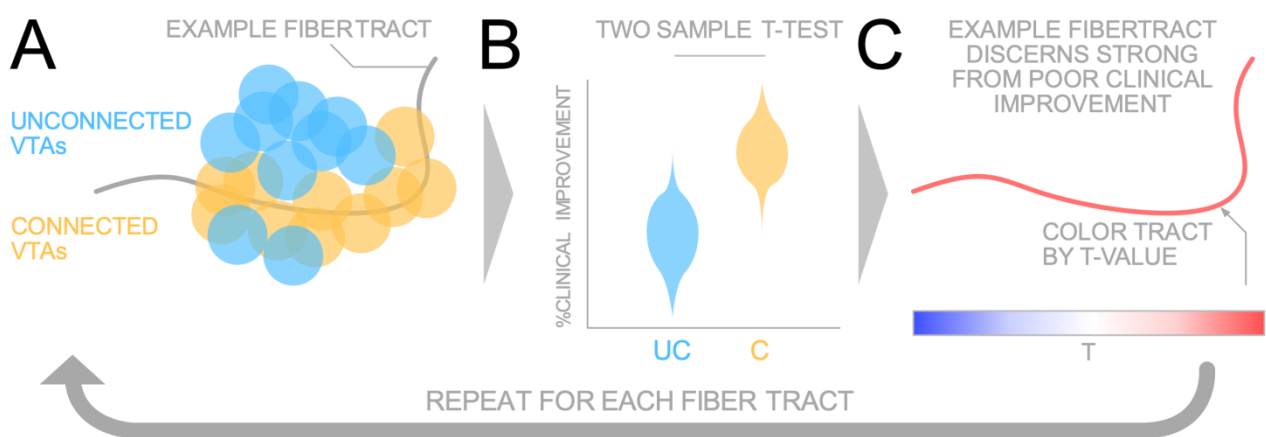 A
EXAMPLE FIBERTRACT
UNCONNECTED
VTAs
CONNECTED
VTAs
B
TWO SAMPLE T-TEST
%CLINICAL IMPROVEMENT
UC
C
C
EXAMPLE FIBERTRACT
DISCERNS STRONG
FROM POOR CLINICAL
IMPROVEMENT
COLOR TRACT
BY T-VALUE
T
REPEAT FOR EACH FIBER TRACT